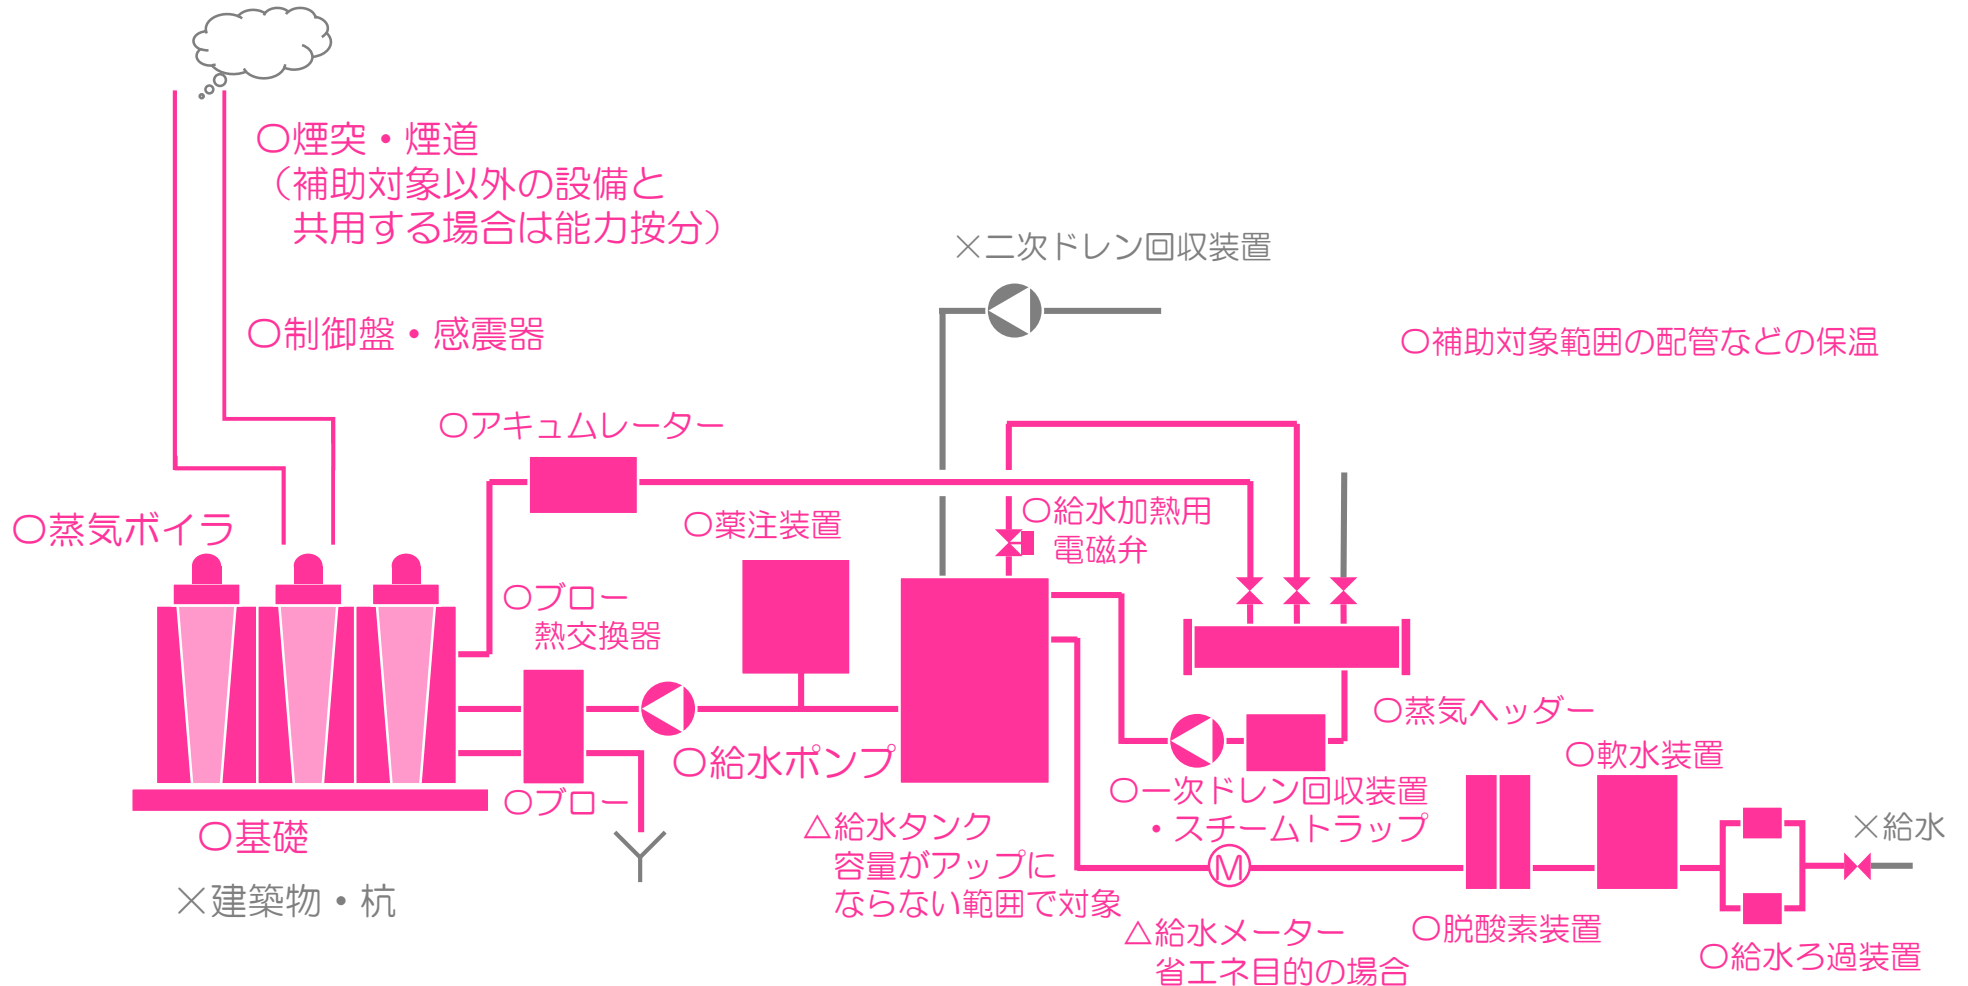 〇煙突・煙道
（補助対象以外の設備と
共用する場合は能力按分）
×二次ドレン回収装置
〇制御盤・感震器
〇補助対象範囲の配管などの保温
〇アキュムレーター
〇蒸気ボイラ
〇薬注装置
〇給水加熱用
電磁弁
〇ブロー
熱交換器
〇蒸気ヘッダー
〇給水ポンプ
〇軟水装置
〇ブロー
〇一次ドレン回収装置
・スチームトラップ
〇基礎
△給水タンク
容量がアップに
ならない範囲で対象
×給水
M
×建築物・杭
△給水メーター
省エネ目的の場合
〇脱酸素装置
〇給水ろ過装置